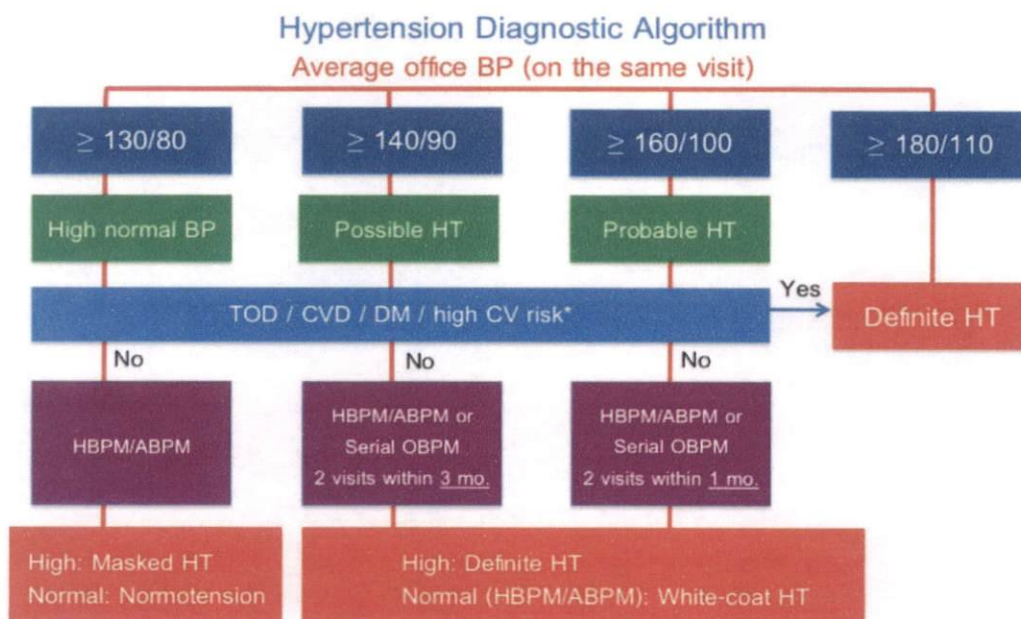 Hypertension Diagnostic Algorithm
Average office BP (on the same visit)
≥ 130/80
≥ 140/90
≥ 160/100
≥ 180/110
High normal BP
Possible HT
Probable HT
TOD / CVD / DM / high CV risk*
Yes
Definite HT
No
No
No
HBPM/ABPM
HBPM/ABPM or
Serial OBPM
2 visits within 3 mo.
HBPM/ABPM or
Serial OBPM
2 visits within 1 mo.
High: Masked HT
Normal: Normotension
High: Definite HT
Normal (HBPM/ABPM): White-coat HT